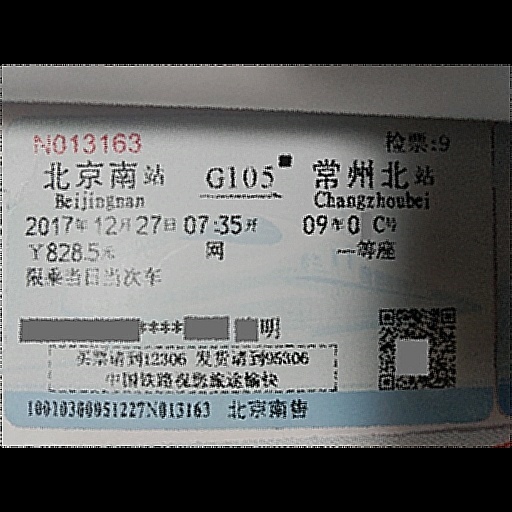 N013163 检票:9
北京南站 G105 常州北站
Beijingnan Changzhoubei
2017年12月27日 07:35开 09车0 C号
￥828.5元 网 一等座
限乘当日当次车
**** 明
买票请到12306 发货请到95306
中国铁路祝您旅途愉快
10010300051227N013163 北京南售